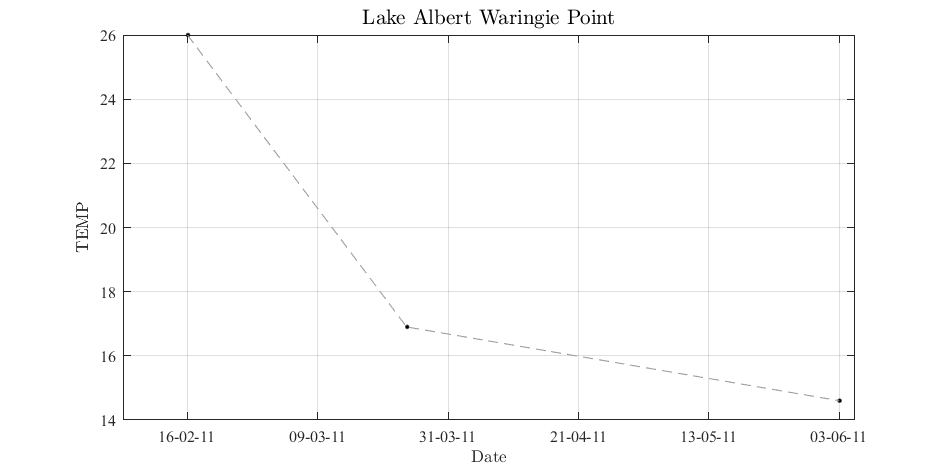 Lake Albert Waringie Point
26
24
22
20
18
16
14
TEMP
16-02-11 09-03-11 31-03-11 21-04-11 13-05-11 03-06-11
Date